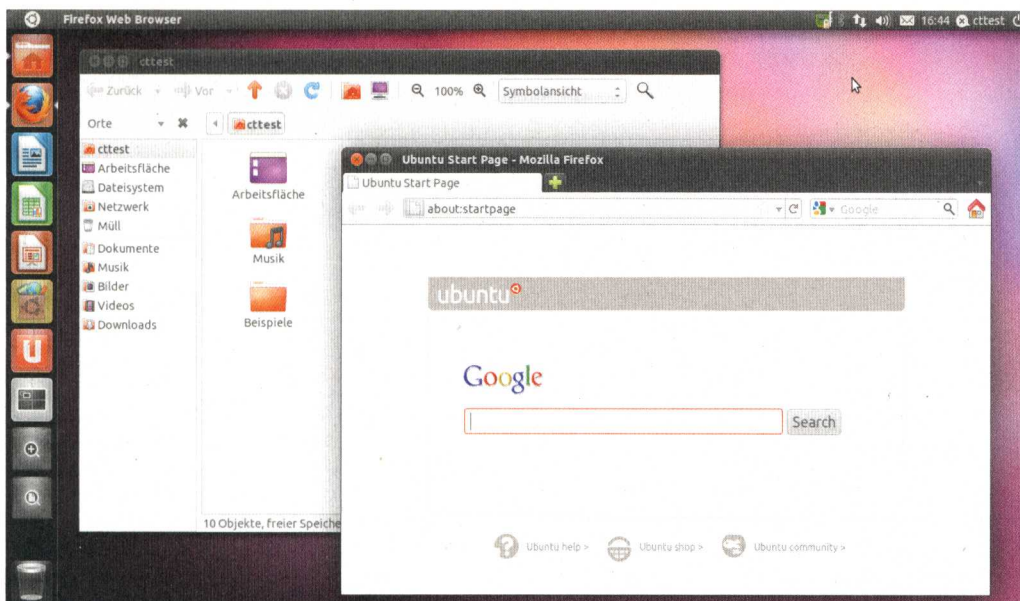 Firefox Web Browser
16:44 cttest
cttest
Zurück Vor 100% Symbolansicht
Orte cttest
cttest
Arbeitsfläche
Dateisystem
Netzwerk
Müll
Dokumente
Musik
Bilder
Videos
Downloads
Arbeitsfläche
Musik
Beispiele
10 Objekte, freier Speiche
Ubuntu Start Page - Mozilla Firefox
Ubuntu Start Page
about:startpage Google
ubuntu
Google
Search
Ubuntu help > Ubuntu shop > Ubuntu community >